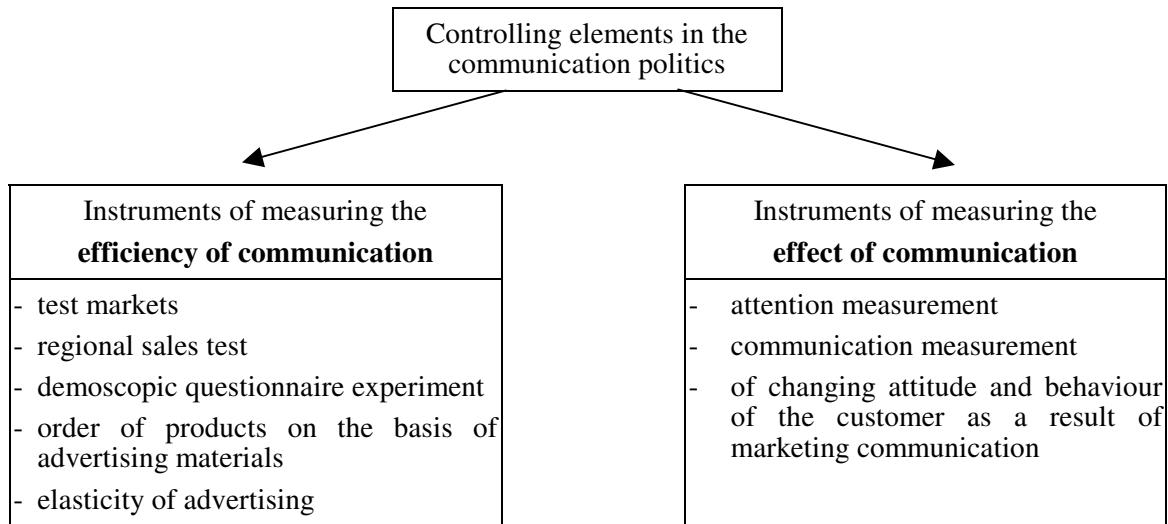 Controlling elements in the
communication politics
Instruments of measuring the
efficiency of communication
- test markets
- regional sales test
- demoscopic questionnaire experiment
- order of products on the basis of
advertising materials
- elasticity of advertising
Instruments of measuring the
effect of communication
- attention measurement
- communication measurement
- of changing attitude and behaviour
of the customer as a result of
marketing communication